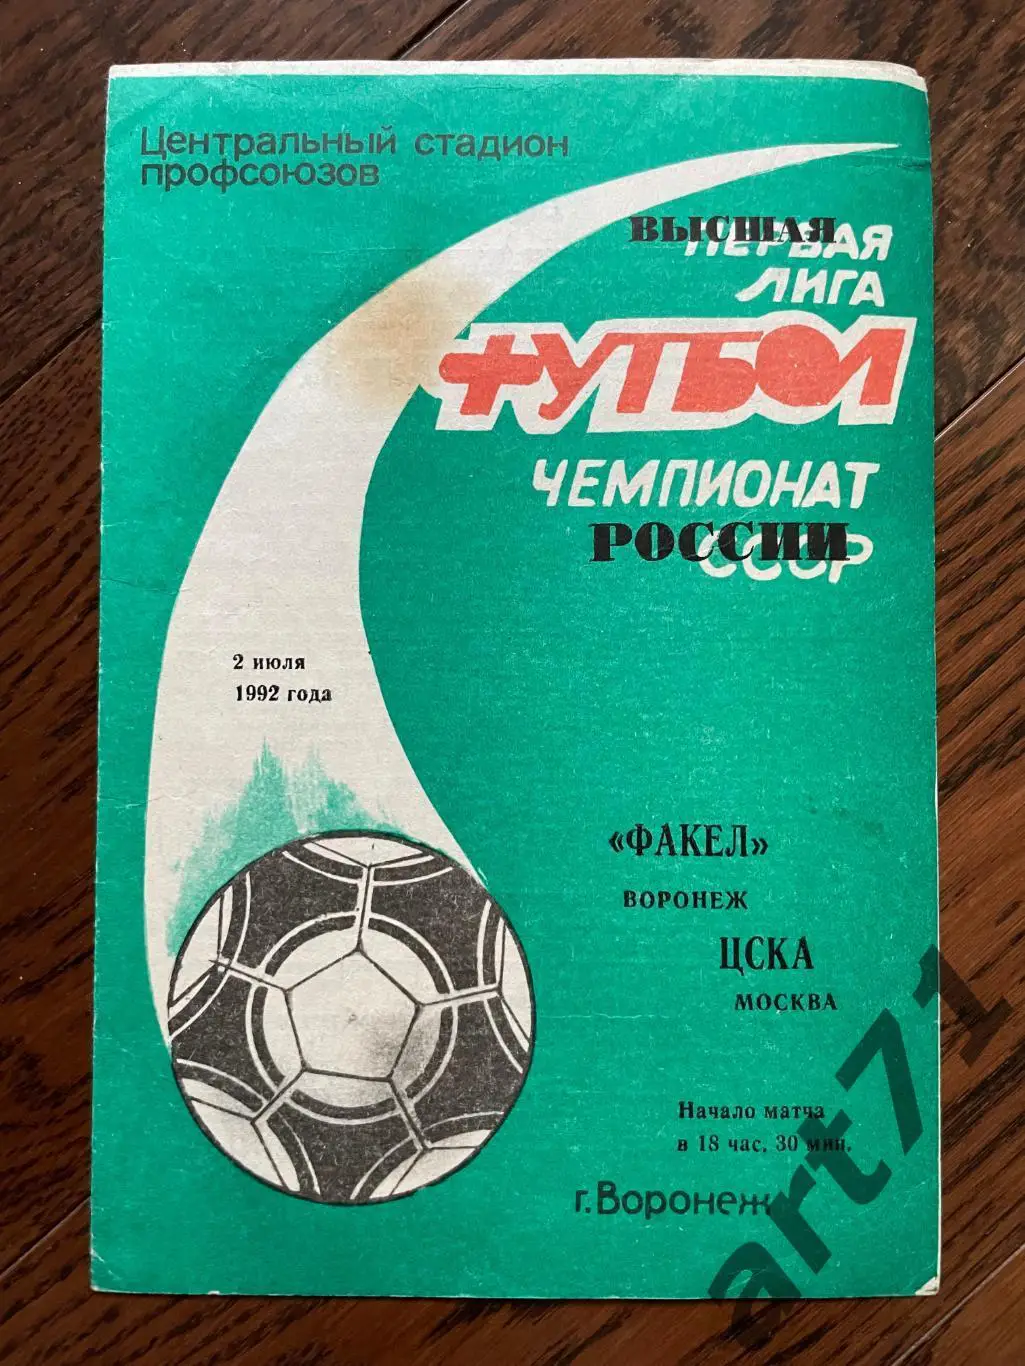 Центральный стадион
профсоюзов
ВЫСШАЯ
ПЕРВАЯ
ЛИГА
ФУТБОЛ
ЧЕМПИОНАТ
РОССИИ
СССР
2 июля
1992 года
«ФАКЕЛ»
ВОРОНЕЖ
ЦСКА
МОСКВА
Начало матча
в 18 час. 30 мин.
г. Воронеж
art71